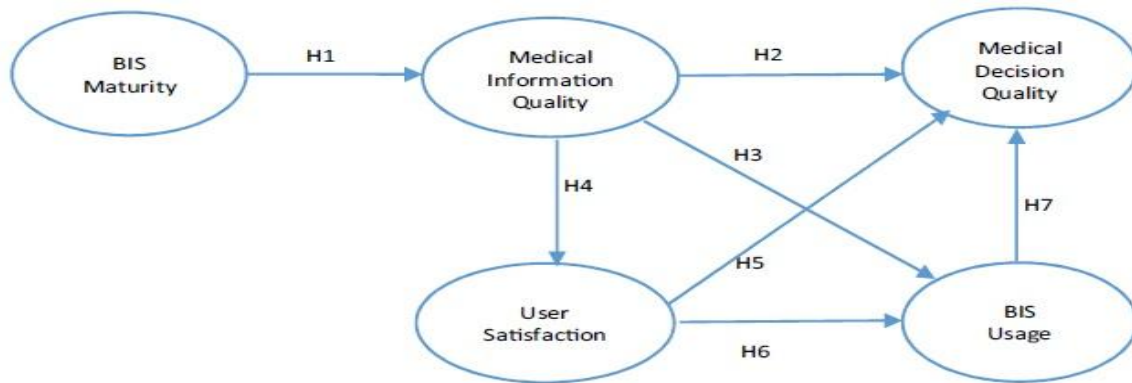 BIS
Maturity
H1
Medical
Information
Quality
H2
Medical
Decision
Quality
H3
H4
H5
H7
User
Satisfaction
H6
BIS
Usage